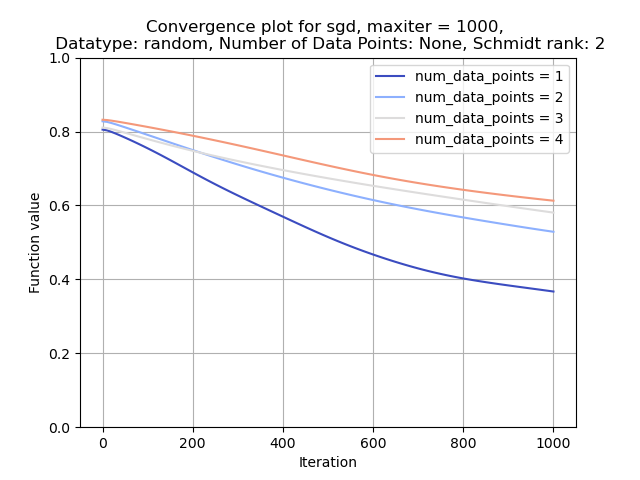 Convergence plot for sgd, maxiter = 1000,
Datatype: random, Number of Data Points: None, Schmidt rank: 2
num_data_points = 1
num_data_points = 2
num_data_points = 3
num_data_points = 4
Function value
1.0
0.8
0.6
0.4
0.2
0.0
0 200 400 600 800 1000
Iteration